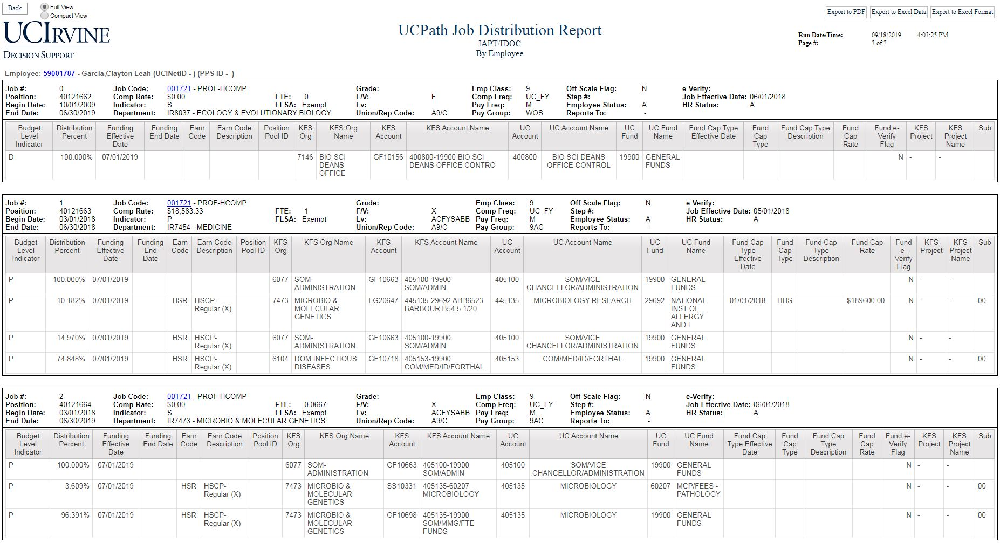 Back
Full View
Compact View
Export to PDF Export to Excel Data Export to Excel Format
UCIRVINE
DECISION SUPPORT
UCPath Job Distribution Report
IAPT/IDOC
By Employee
Run Date/Time: 09/18/2019 4:03:25 PM
Page #: 3 of ?
Employee: 59001787 - Garcia,Clayton Leah (UCINetID - ) (PPS ID - )
Job #: 0 Job Code: 001721 - PROF-HCOMP Grade: Emp Class: 9 Off Scale Flag: N e-Verify:
Position: 40121662 Comp Rate: $0.00 FTE: 0 F/V: F Comp Freq: UC_FY Step #: Job Effective Date: 06/01/2018
Begin Date: 10/01/2009 Indicator: S FLSA: Exempt Lv: Pay Freq: M Employee Status: A HR Status: A
End Date: 06/30/2019 Department: IR8037 - ECOLOGY & EVOLUTIONARY BIOLOGY Union/Rep Code: A9/C Pay Group: WOS Reports To: -
Budget Distribution Funding Funding Earn Earn Code Position KFS KFS Org KFS KFS Account Name UC UC Account Name UC UC Fund Fund Cap Type Fund Fund Cap Type Fund Fund e- KFS KFS Sub
Level Percent Effective End Date Code Description Pool ID Org Name Account Account Fund Name Effective Date Cap Description Cap Verify Project Project
Indicator Date Type Rate Flag Name
D 100.000% 07/01/2019 7146 BIO SCI GF10156 400800-19900 BIO SCI 400800 BIO SCI DEANS 19900 GENERAL N - -
DEANS DEANS OFFICE CONTRO OFFICE CONTROL FUNDS
OFFICE
Job #: 1 Job Code: 001721 - PROF-HCOMP Grade: Emp Class: 9 Off Scale Flag: N e-Verify:
Position: 40121663 Comp Rate: $18,583.33 FTE: 1 F/V: X Comp Freq: UC_FY Step #: Job Effective Date: 05/01/2018
Begin Date: 03/01/2018 Indicator: P FLSA: Exempt Lv: ACFYSABB Pay Freq: M Employee Status: A HR Status: A
End Date: 06/30/2018 Department: IR7454 - MEDICINE Union/Rep Code: A9/C Pay Group: 9AC Reports To: -
Budget Distribution Funding Funding Earn Earn Code Position KFS KFS Org Name KFS KFS Account Name UC UC Account Name UC UC Fund Fund Cap Fund Fund Cap Fund Cap Fund KFS KFS Sub
Level Percent Effective End Code Description Pool ID Org Account Account Fund Name Type Cap Type Rate e- Project Project
Indicator Date Date Effective Type Description Verify Name
Date Flag
P 100.000% 07/01/2019 6077 SOM- GF10663 405100-19900 405100 SOM/VICE 19900 GENERAL N - -
ADMINISTRATION SOM/ADMIN CHANCELLOR/ADMINISTRATION FUNDS
P 10.182% 07/01/2019 HSR HSCP- 7473 MICROBIO & FG20647 445135-29692 AI136523 445135 MICROBIOLOGY-RESEARCH 29692 NATIONAL 01/01/2018 HHS $189600.00 N - - 00
Regular (X) MOLECULAR BARBOUR B54.5 1/20 INST OF
GENETICS ALLERGY
AND I
P 14.970% 07/01/2019 HSR HSCP- 6077 SOM- GF10663 405100-19900 405100 SOM/VICE 19900 GENERAL N - -
Regular (X) ADMINISTRATION SOM/ADMIN CHANCELLOR/ADMINISTRATION FUNDS
P 74.848% 07/01/2019 HSR HSCP- 6104 DOM INFECTIOUS GF10718 405153-19900 405153 COM/MED/ID/FORTHAL 19900 GENERAL N - - 00
Regular (X) DISEASES COM/MED/ID/FORTHAL FUNDS
Job #: 2 Job Code: 001721 - PROF-HCOMP Grade: Emp Class: 9 Off Scale Flag: N e-Verify:
Position: 40121664 Comp Rate: $0.00 FTE: 0.0667 F/V: X Comp Freq: UC_FY Step #: Job Effective Date: 06/01/2018
Begin Date: 03/01/2018 Indicator: S FLSA: Exempt Lv: ACFYSABB Pay Freq: M Employee Status: A HR Status: A
End Date: 06/30/2019 Department: IR7473 - MICROBIO & MOLECULAR GENETICS Union/Rep Code: A9/C Pay Group: 9AC Reports To: -
Budget Distribution Funding Funding Earn Earn Code Position KFS KFS Org Name KFS KFS Account Name UC UC Account Name UC UC Fund Fund Cap Fund Fund Cap Fund Fund e- KFS KFS Sub
Level Percent Effective End Date Code Description Pool ID Org Account Account Fund Name Type Effective Cap Type Cap Verify Project Project
Indicator Date Date Type Description Rate Flag Name
P 100.000% 07/01/2019 6077 SOM- GF10663 405100-19900 405100 SOM/VICE 19900 GENERAL N - -
ADMINISTRATION SOM/ADMIN CHANCELLOR/ADMINISTRATION FUNDS
P 3.609% 07/01/2019 HSR HSCP- 7473 MICROBIO & SS10331 405135-60207 405135 MICROBIOLOGY 60207 MCP/FEES - N - - 00
Regular (X) MOLECULAR MICROBIOLOGY PATHOLOGY
GENETICS
P 96.391% 07/01/2019 HSR HSCP- 7473 MICROBIO & GF10698 405135-19900 405135 MICROBIOLOGY 19900 GENERAL N - - 00
Regular (X) MOLECULAR SOM/MMG/FTE FUNDS
GENETICS FUNDS